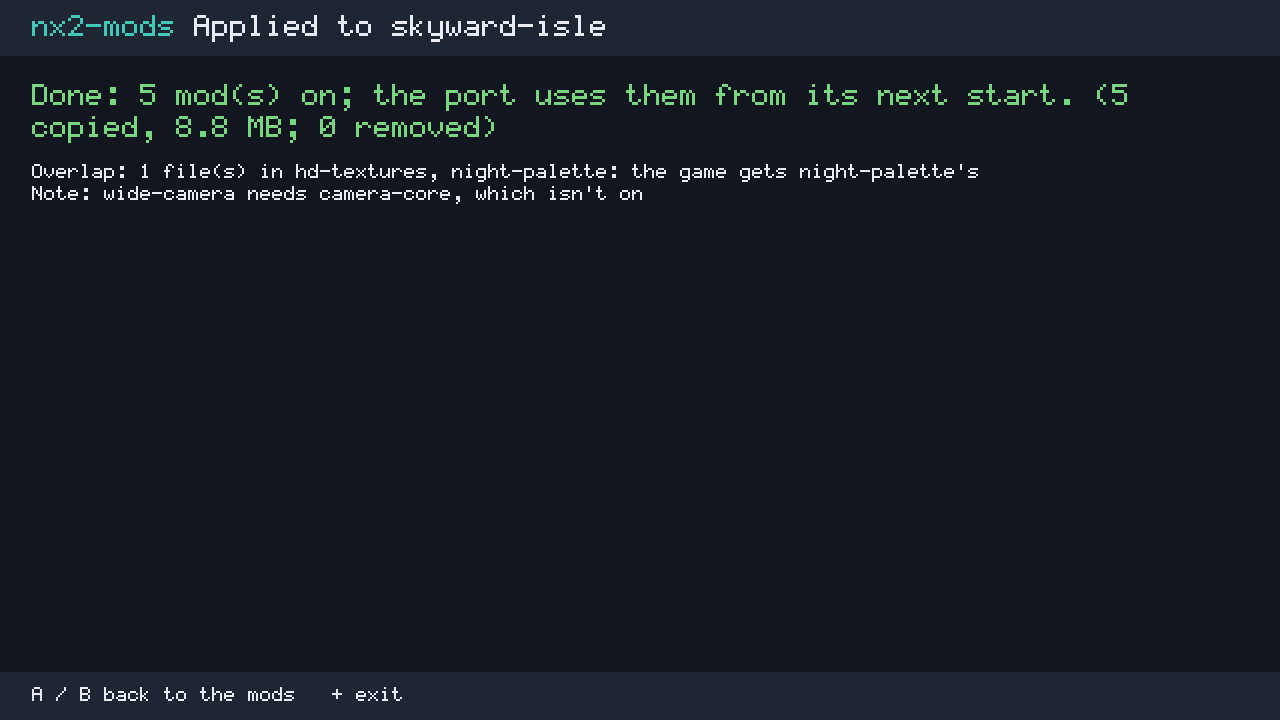 nx2-mods Applied to skyward-isle
Done: 5 mod(s) on; the port uses them from its next start. (5
copied, 8.8 MB; 0 removed)
Overlap: 1 file(s) in hd-textures, night-palette: the game gets night-palette's
Note: wide-camera needs camera-core, which isn't on
A / B back to the mods   + exit